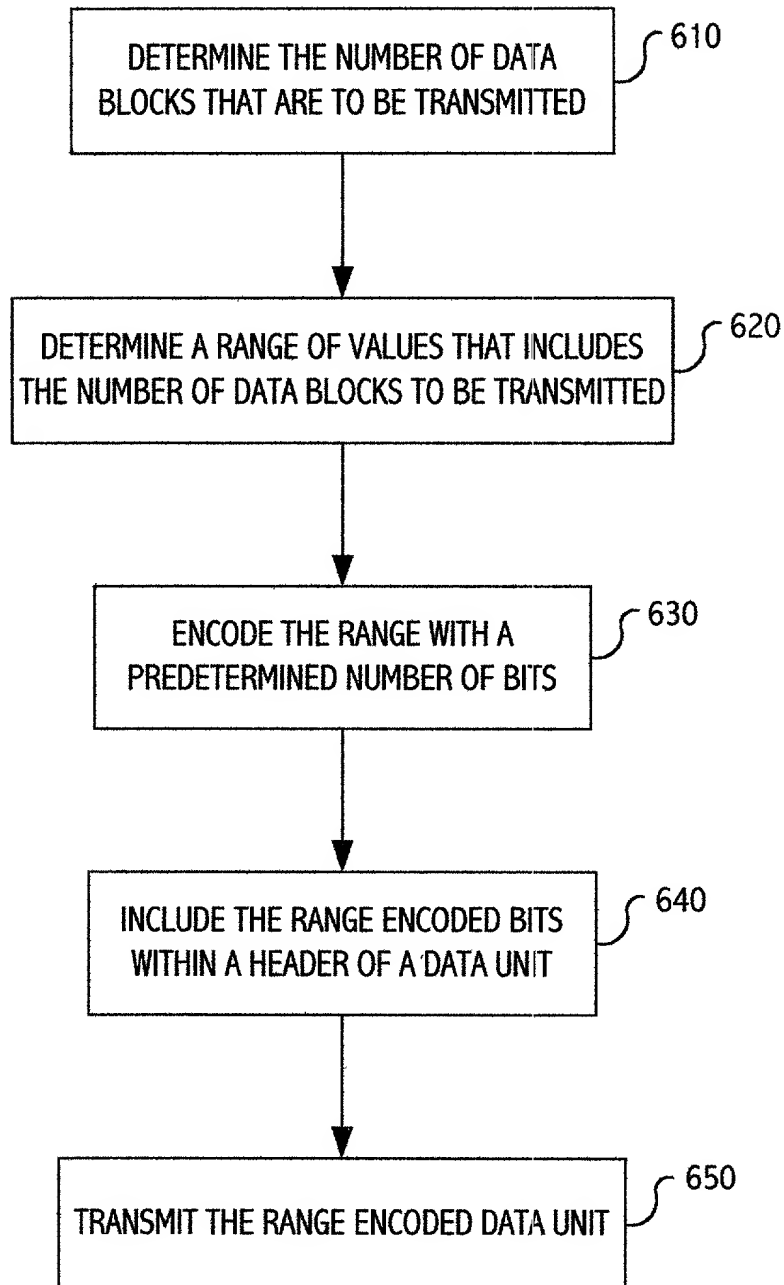 DETERMINE THE NUMBER OF DATA
BLOCKS THAT ARE TO BE TRANSMITTED
610
DETERMINE A RANGE OF VALUES THAT INCLUDES
THE NUMBER OF DATA BLOCKS TO BE TRANSMITTED
620
ENCODE THE RANGE WITH A
PREDETERMINED NUMBER OF BITS
630
INCLUDE THE RANGE ENCODED BITS
WITHIN A HEADER OF A DATA UNIT
640
TRANSMIT THE RANGE ENCODED DATA UNIT
650